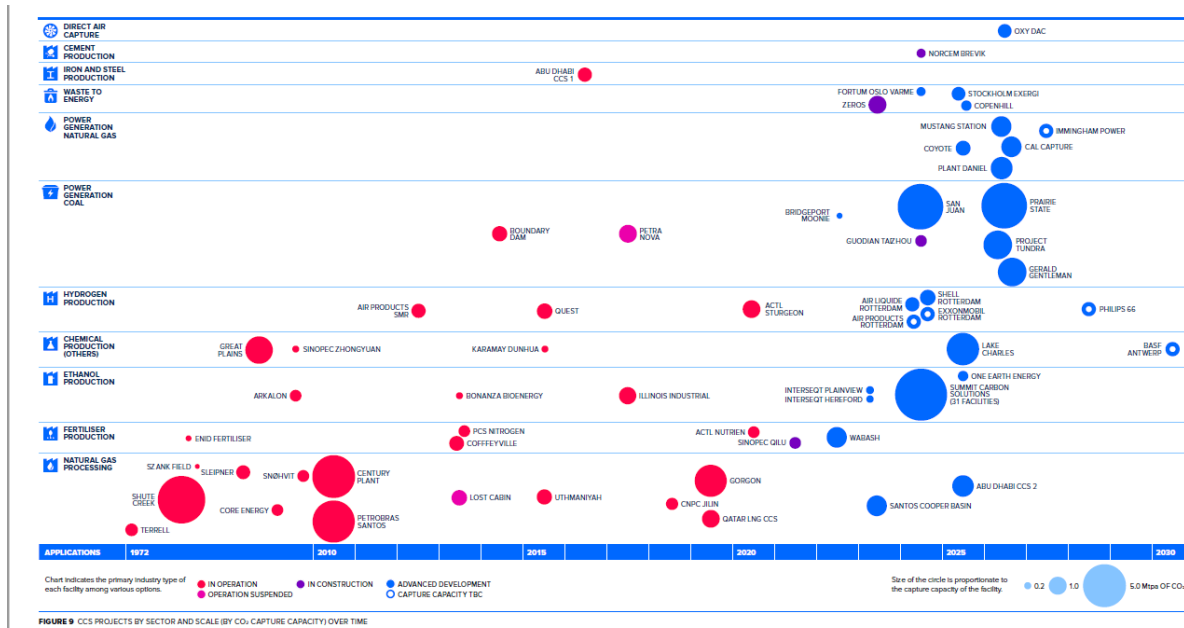 DIRECT AIR
CAPTURE
OXY DAC
CEMENT
PRODUCTION
NORCEM BREVIK
IRON AND STEEL
PRODUCTION
ABU DHABI
CCS 1
WASTE TO
ENERGY
FORTUM OSLO VARME
STOCKHOLM EXERGI
ZEROS
COPENHILL
POWER
GENERATION
NATURAL GAS
MUSTANG STATION
IMMINGHAM POWER
COYOTE
CAL CAPTURE
PLANT DANIEL
POWER
GENERATION
COAL
BRIDGEPORT
MOONIE
SAN
JUAN
PRAIRIE
STATE
BOUNDARY
DAM
PETRA
NOVA
GUODIAN TAIZHOU
PROJECT
TUNDRA
GERALD
GENTLEMAN
HYDROGEN
PRODUCTION
AIR PRODUCTS
SMR
QUEST
ACTL
STURGEON
AIR LIQUIDE
ROTTERDAM
SHELL
ROTTERDAM
EXXONMOBIL
ROTTERDAM
AIR PRODUCTS
ROTTERDAM
PHILIPS 66
CHEMICAL
PRODUCTION
(OTHERS)
GREAT
PLAINS
SINOPEC ZHONGYUAN
KARAMAY DUNHUA
LAKE
CHARLES
BASF
ANTWERP
ETHANOL
PRODUCTION
ARKALON
BONANZA BIOENERGY
ILLINOIS INDUSTRIAL
INTERSEQT PLAINVIEW
INTERSEQT HEREFORD
ONE EARTH ENERGY
SUMMIT CARBON
SOLUTIONS
(31 FACILITIES)
FERTILISER
PRODUCTION
ENID FERTILISER
PCS NITROGEN
COFFFEYVILLE
ACTL NUTRIEN
SINOPEC QILU
WABASH
NATURAL GAS
PROCESSING
SZANK FIELD
SLEIPNER
SNØHVIT
CENTURY
PLANT
SHUTE
CREEK
CORE ENERGY
PETROBRAS
SANTOS
TERRELL
LOST CABIN
UTHMANIYAH
GORGON
CNPC JILIN
QATAR LNG CCS
ABU DHABI CCS 2
SANTOS COOPER BASIN
APPLICATIONS 1972 2010 2015 2020 2025 2030
Chart indicates the primary industry type of
each facility among various options.
IN OPERATION
IN CONSTRUCTION
ADVANCED DEVELOPMENT
OPERATION SUSPENDED
CAPTURE CAPACITY TBC
Size of the circle is proportionate to
the capture capacity of the facility.
0.2 1.0 5.0 Mtpa OF CO₂
FIGURE 9 CCS PROJECTS BY SECTOR AND SCALE (BY CO₂ CAPTURE CAPACITY) OVER TIME